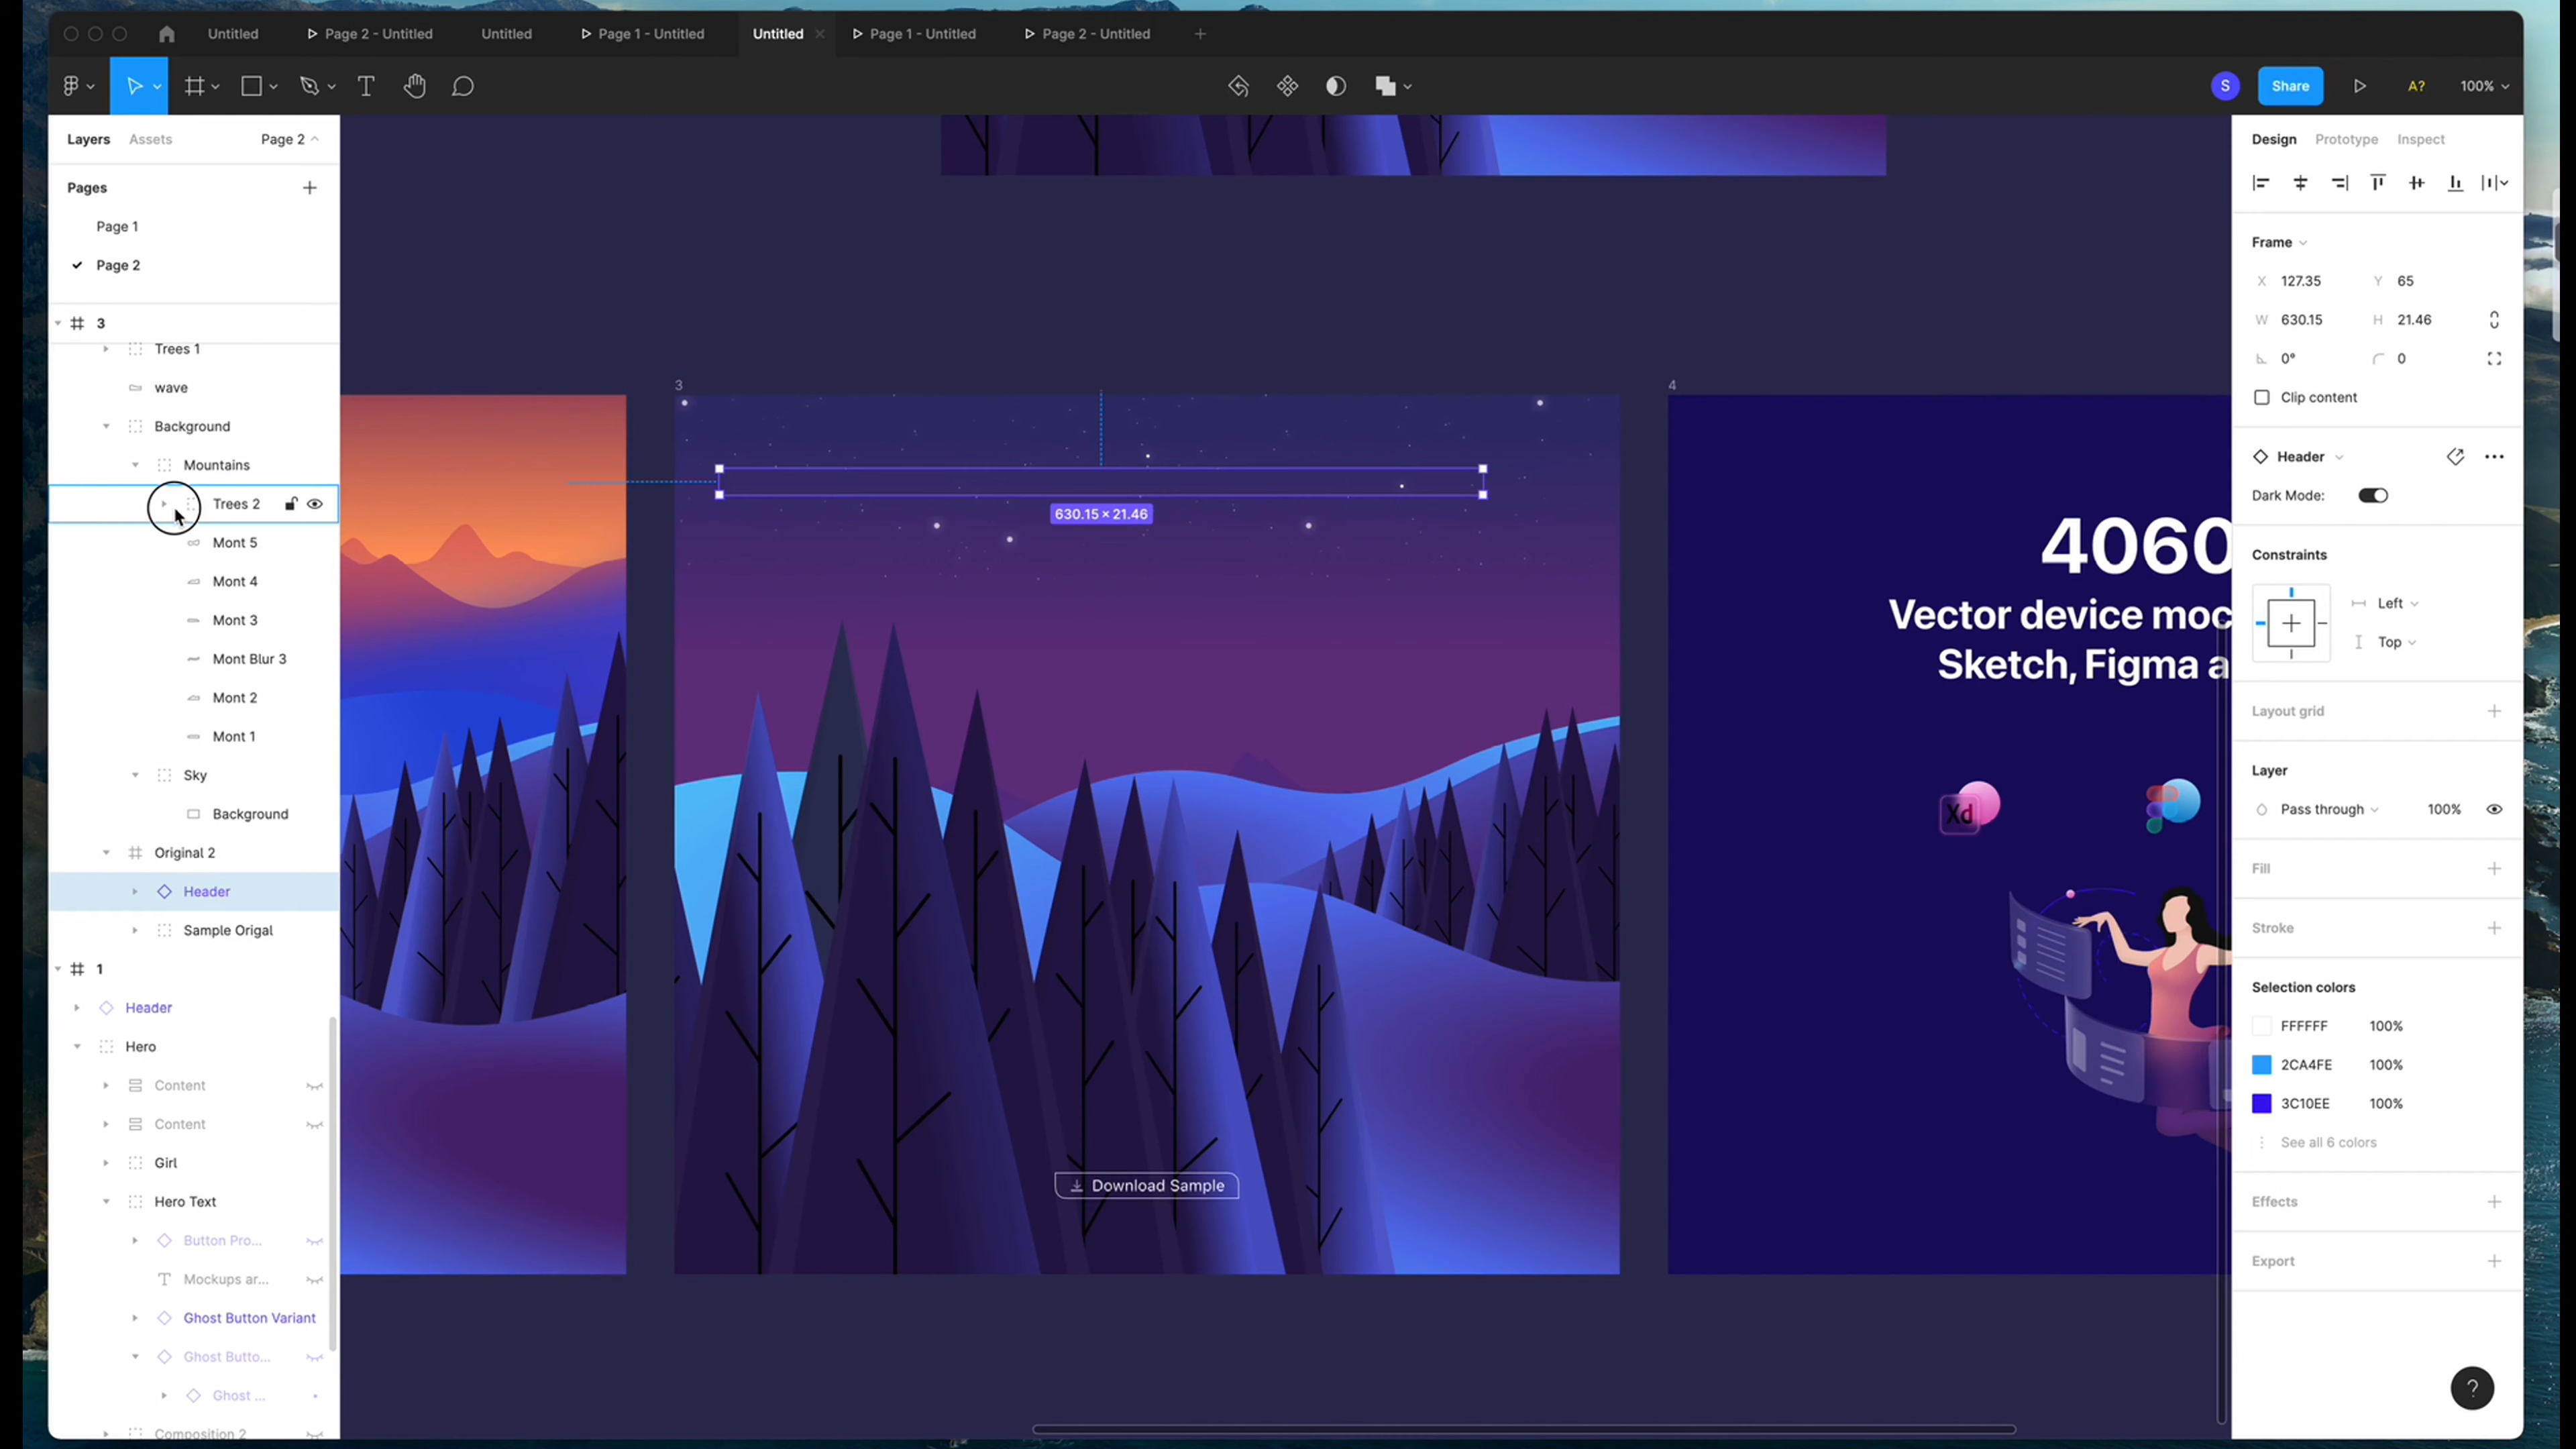 Untitled
Page 2 - Untitled
Untitled
Page 1 - Untitled
Untitled
Page 1 - Untitled
Page 2 - Untitled
S
Share
A?
100%
Layers
Assets
Page 2
Pages
Page 1
Page 2
3
Trees 1
wave
Background
Mountains
Trees 2
Mont 5
Mont 4
Mont 3
Mont Blur 3
Mont 2
Mont 1
Sky
Background
Original 2
Header
Sample Origal
1
Header
Hero
Content
Content
Girl
Hero Text
Button Pro...
Mockups ar...
Ghost Button Variant
Ghost Butto...
Ghost ...
Composition 2
3
630.15 × 21.46
Download Sample
4
4060
Vector device moc
Sketch, Figma a
Xd
Design
Prototype
Inspect
Frame
X 127.35
Y 65
W 630.15
H 21.46
0°
0
Clip content
Header
Dark Mode:
Constraints
Left
Top
Layout grid
Layer
Pass through
100%
Fill
Stroke
Selection colors
FFFFFF 100%
2CA4FE 100%
3C10EE 100%
See all 6 colors
Effects
Export
?